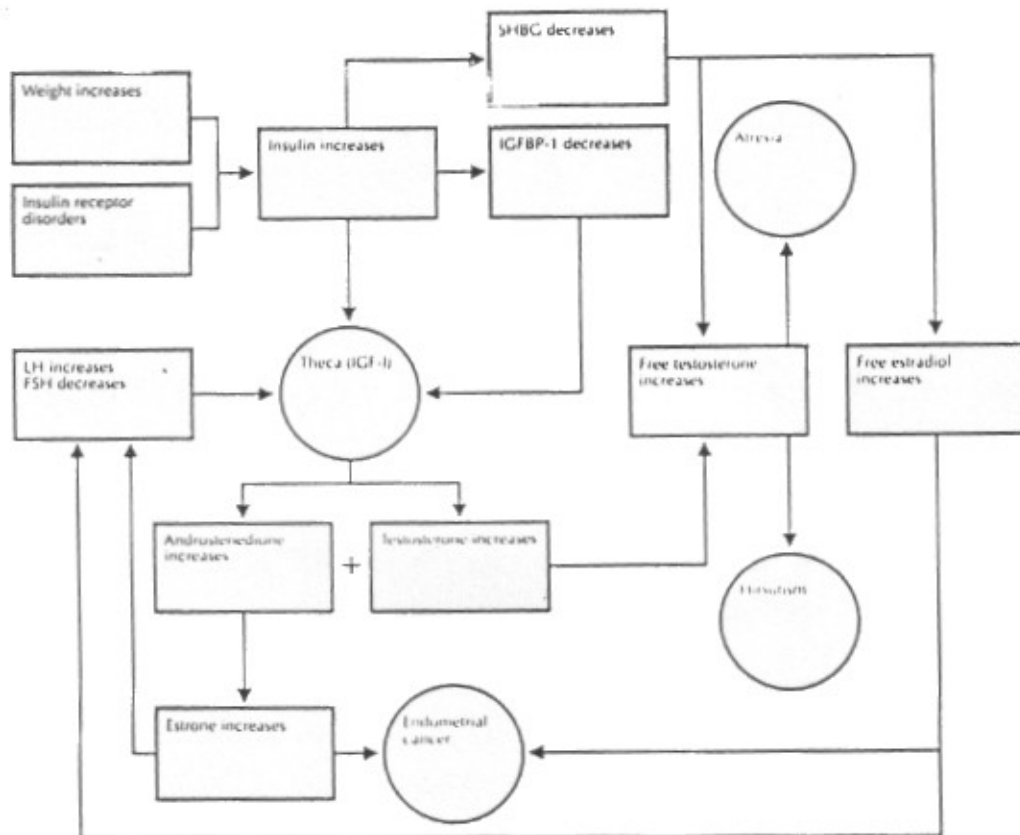 SHBG decreases
Weight increases
Insulin increases
IGFBP-1 decreases
Atresia
Insulin receptor
disorders
LH increases
FSH decreases
Theca (IGF-I)
Free testosterone
increases
Free estradiol
increases
Androstenedione
increases
+
Testosterone increases
Hirsutism
Estrone increases
Endometrial
cancer